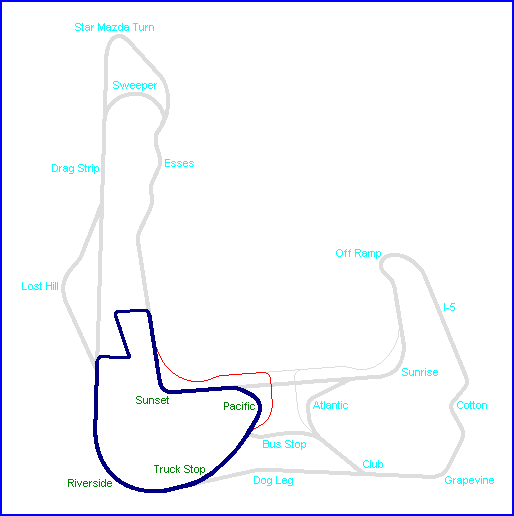 Star Mazda Turn
Sweeper
Drag Strip
Esses
Off Ramp
Lost Hill
I-5
Sunrise
Sunset
Pacific
Atlantic
Cotton
Bus Stop
Truck Stop
Club
Riverside
Dog Leg
Grapevine